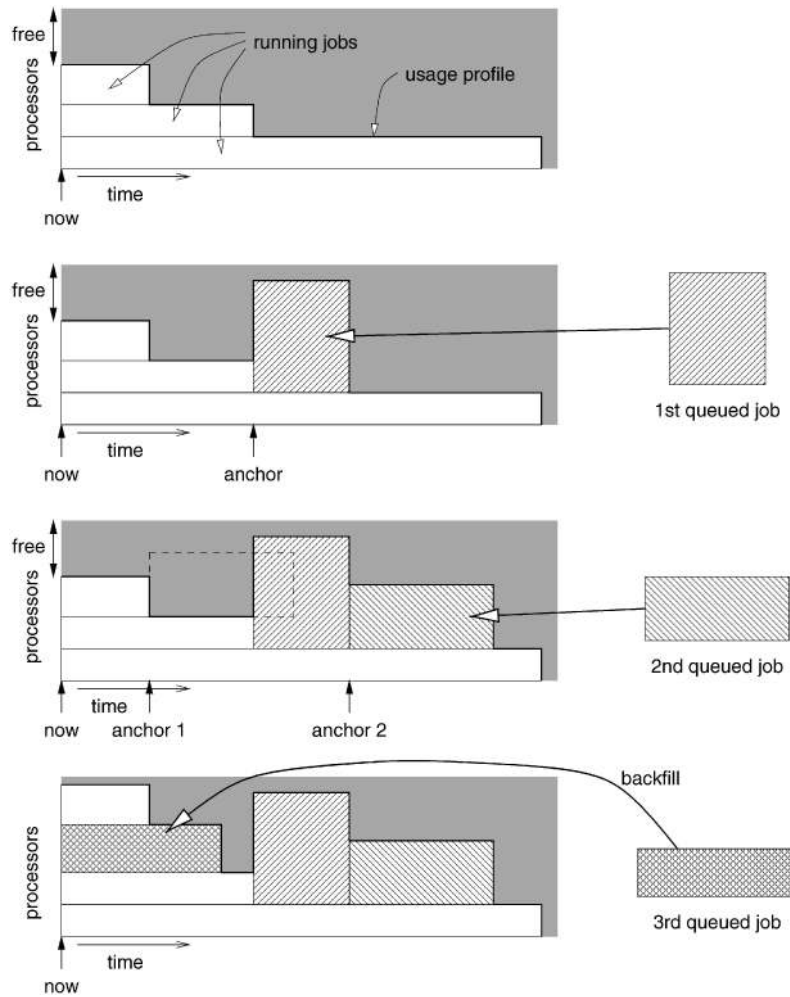 free
running jobs
usage profile
processors
time
now
free
processors
1st queued job
time
now
anchor
free
processors
2nd queued job
time
now
anchor 1
anchor 2
backfill
processors
3rd queued job
time
now